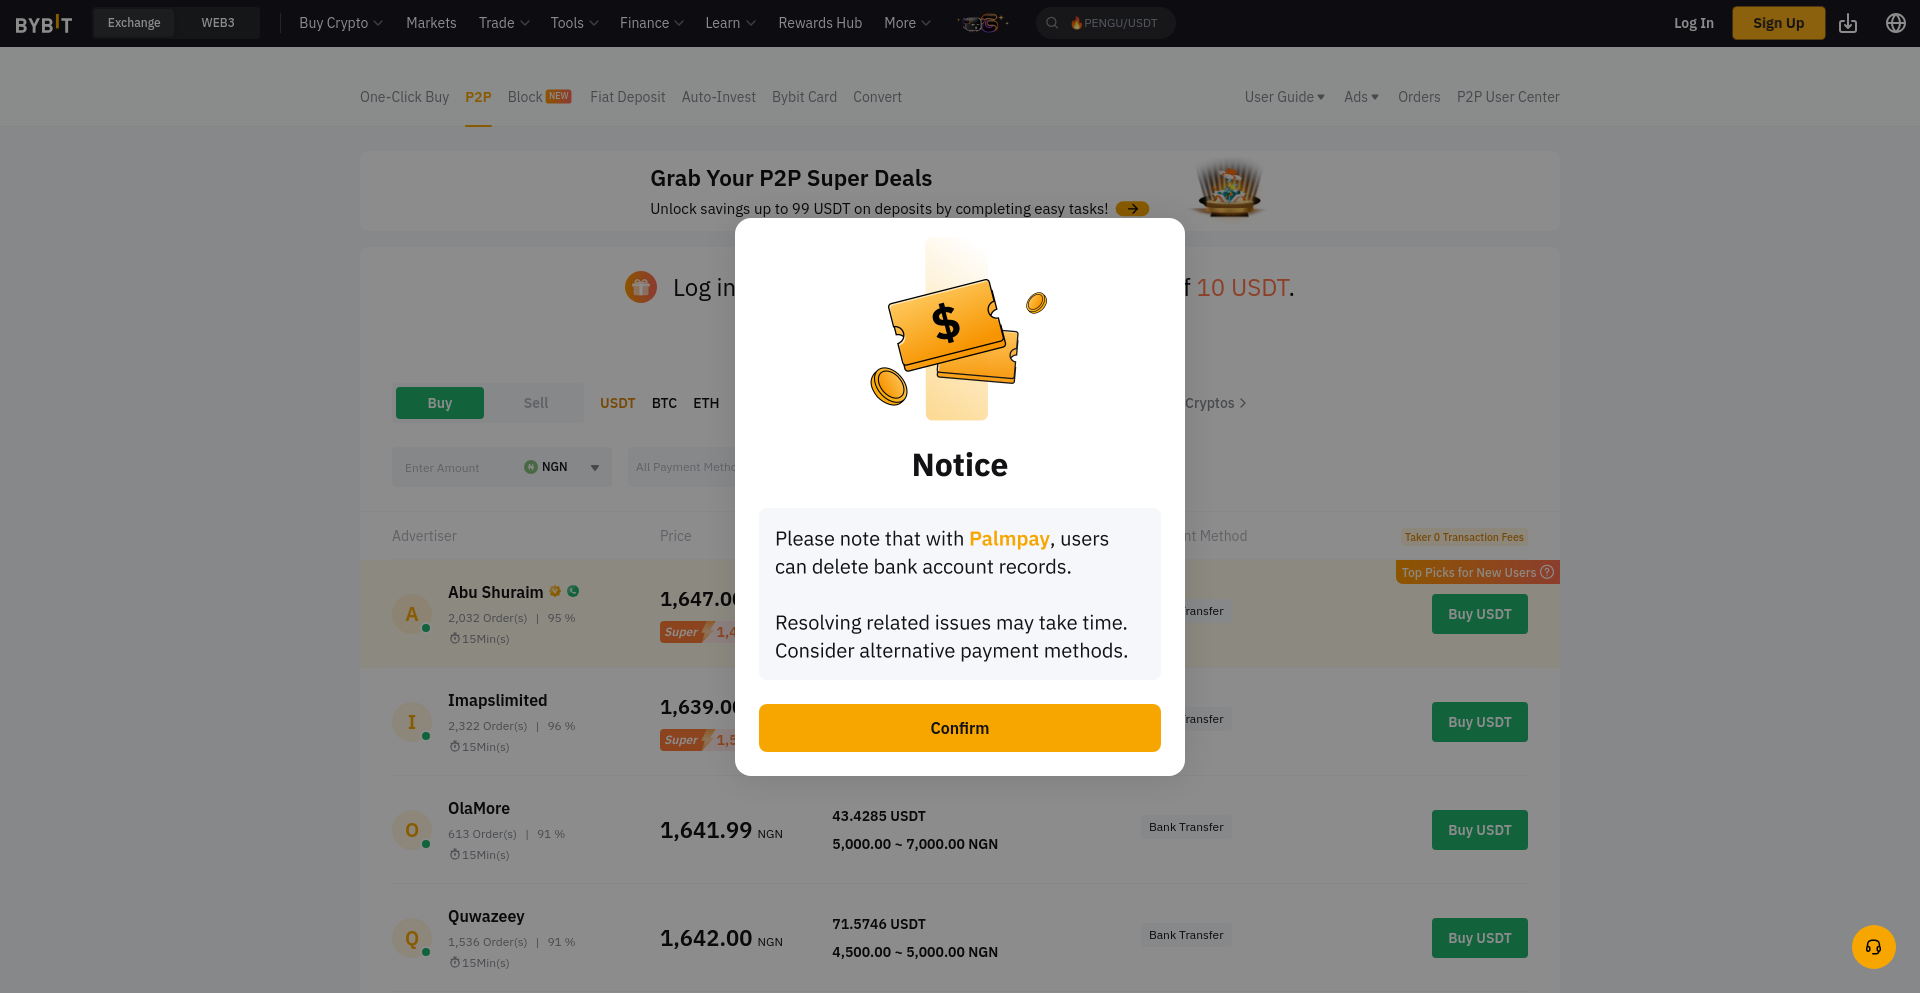 BYBIT Exchange WEB3 Buy Crypto Markets Trade Tools Finance Learn Rewards Hub More 🔥PENGU/USDT Log In Sign Up
One-Click Buy P2P Block NEW Fiat Deposit Auto-Invest Bybit Card Convert User Guide Ads Orders P2P User Center
Grab Your P2P Super Deals
Unlock savings up to 99 USDT on deposits by completing easy tasks!
Log in 10 USDT.
Buy Sell USDT BTC ETH Cryptos
Enter Amount NGN All Payment
$
Notice
Please note that with Palmpay, users
can delete bank account records.
Resolving related issues may take time.
Consider alternative payment methods.
Confirm
Advertiser Price Method Taker 0 Transaction Fees
Top Picks for New Users
A Abu Shuraim 1,647.0 Buy USDT
2,032 Order(s) | 95 %
Super 1,4
15Min(s)
I Imapslimited 1,639.0 Buy USDT
2,322 Order(s) | 96 %
Super 1,5
15Min(s)
O OlaMore 1,641.99 NGN 43.4285 USDT Bank Transfer Buy USDT
613 Order(s) | 91 %
5,000.00 ~ 7,000.00 NGN
15Min(s)
Q Quwazeey 1,642.00 NGN 71.5746 USDT Bank Transfer Buy USDT
1,536 Order(s) | 91 %
4,500.00 ~ 5,000.00 NGN
15Min(s)